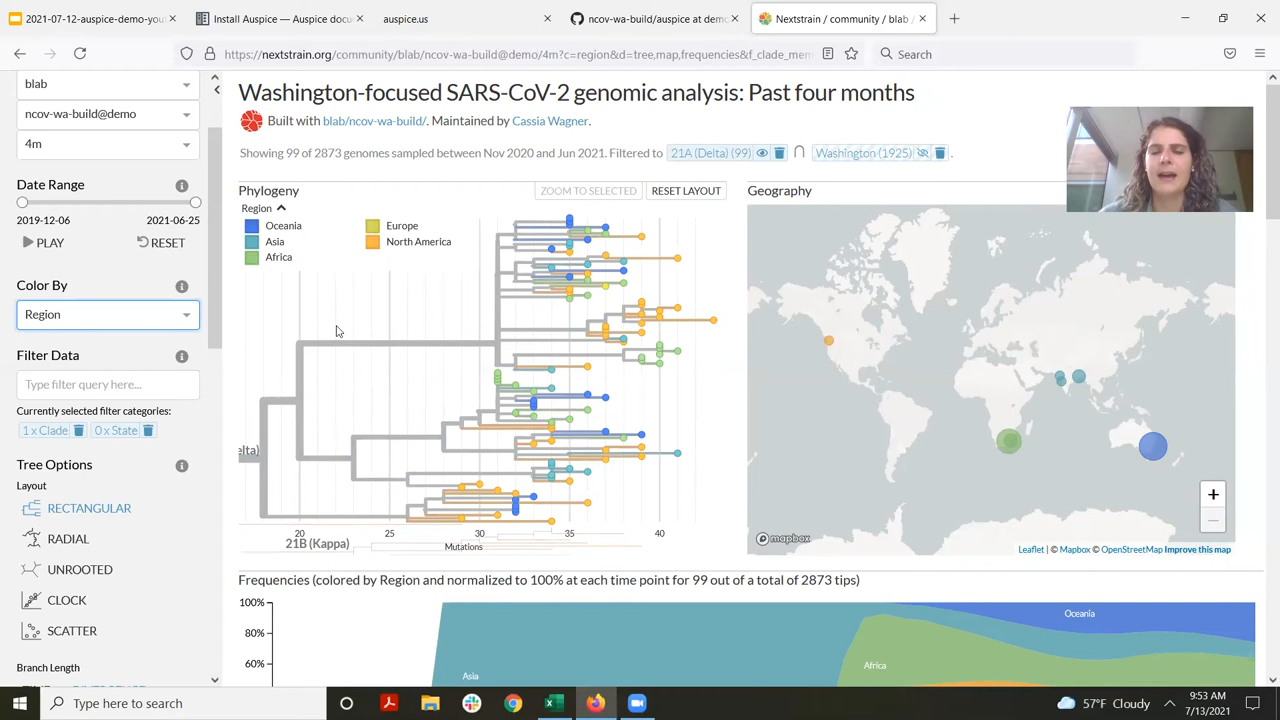 2021-07-12-auspice-demo-you
Install Auspice — Auspice docu
auspice.us
ncov-wa-build/auspice at demo
Nextstrain / community / blab /
https://nextstrain.org/community/blab/ncov-wa-build@demo/4m?c=region&d=tree,map,frequencies&f_clade_mem
Search
blab
ncov-wa-build@demo
4m
Date Range
2019-12-06
2021-06-25
PLAY
RESET
Color By
Region
Filter Data
Type filter query here...
Currently selected filter categories:
1 x Clade
0 x State
Tree Options
Layout
RECTANGULAR
RADIAL
UNROOTED
CLOCK
SCATTER
Branch Length
Washington-focused SARS-CoV-2 genomic analysis: Past four months
Built with blab/ncov-wa-build/. Maintained by Cassia Wagner.
Showing 99 of 2873 genomes sampled between Nov 2020 and Jun 2021. Filtered to 21A (Delta) (99) ∩ Washington (1925) .
Phylogeny
ZOOM TO SELECTED
RESET LAYOUT
Region
Oceania
Asia
Africa
Europe
North America
elta)
20 25 30 35 40
21B (Kappa)
Mutations
Geography
+
−
mapbox
Leaflet | © Mapbox © OpenStreetMap Improve this map
Frequencies (colored by Region and normalized to 100% at each time point for 99 out of a total of 2873 tips)
100%
80%
60%
Oceania
Africa
Asia
Type here to search
57°F Cloudy
9:53 AM
7/13/2021